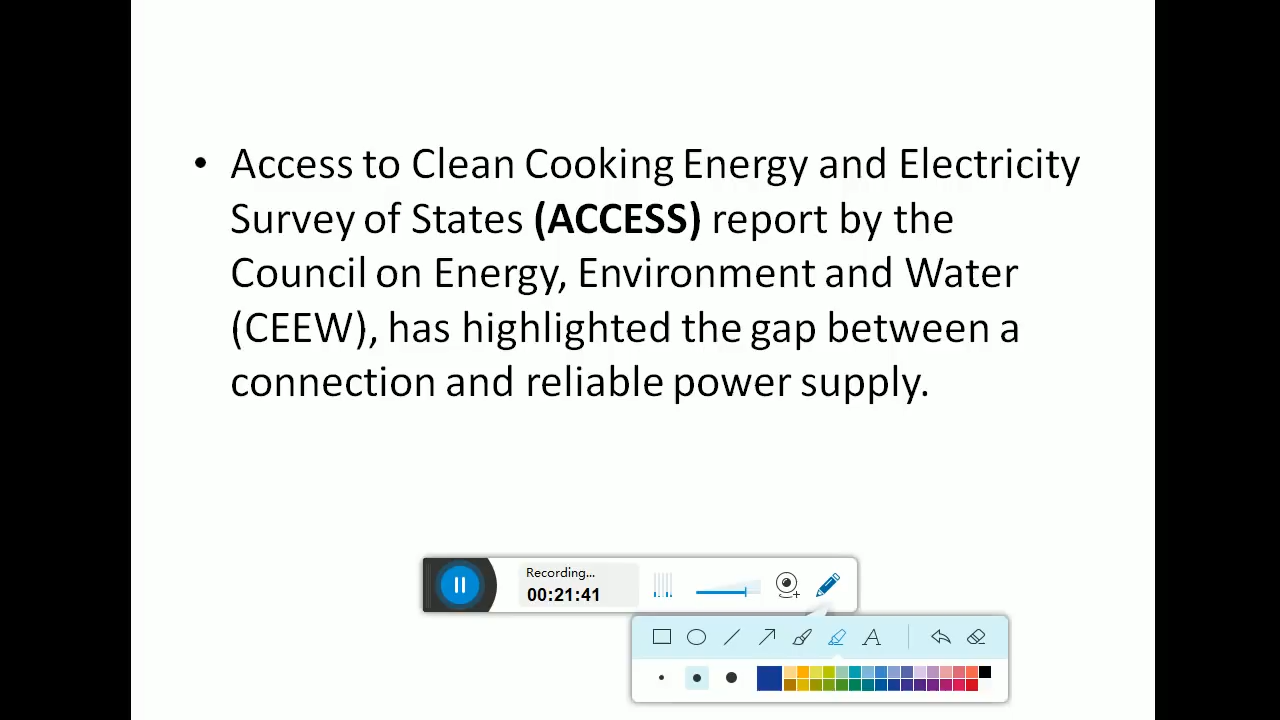 • Access to Clean Cooking Energy and Electricity
Survey of States (ACCESS) report by the
Council on Energy, Environment and Water
(CEEW), has highlighted the gap between a
connection and reliable power supply.
Recording...
00:21:41
A